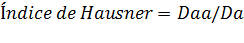 Índice de Hausner = Daa/Da